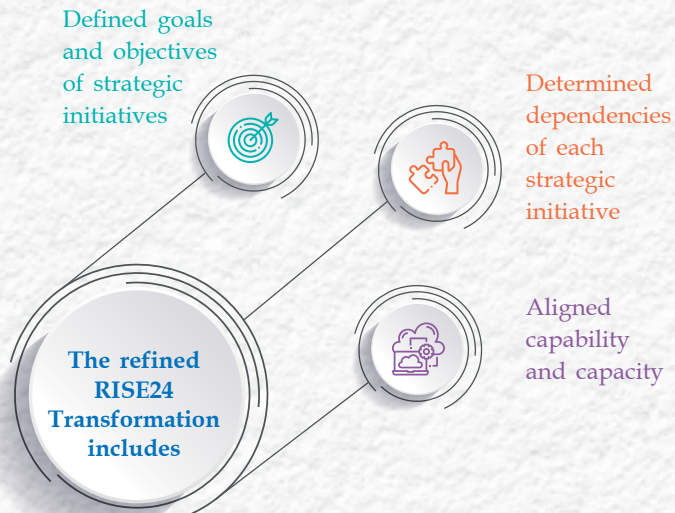 Defined goals
and objectives
of strategic
initiatives
Determined
dependencies
of each
strategic
initiative
The refined
RISE24
Transformation
includes
Aligned
capability
and capacity